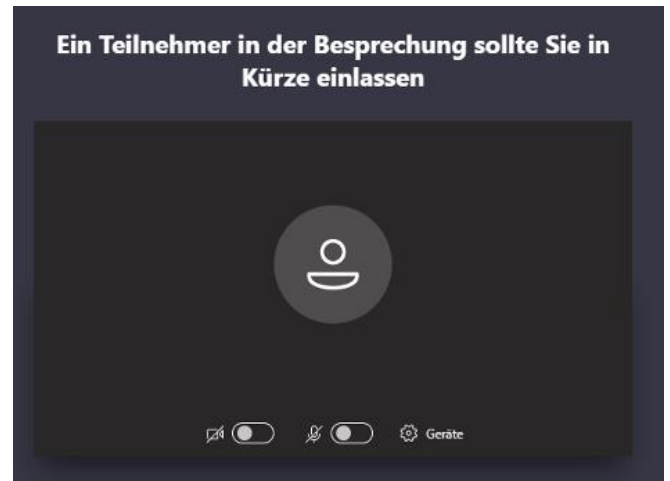 Ein Teilnehmer in der Besprechung sollte Sie in
Kürze einlassen
Geräte